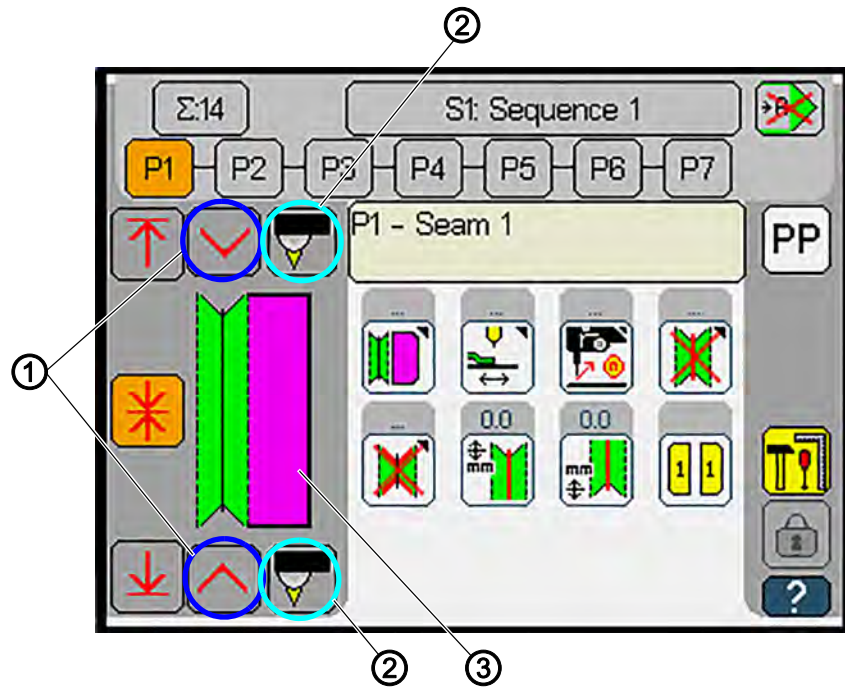 ②
Σ:14 S1: Sequence 1
P1 P2 P3 P4 P5 P6 P7
P1 - Seam 1 PP
... ... ... ...
①
... 0.0 0.0
mm mm 1 1
?
② ③